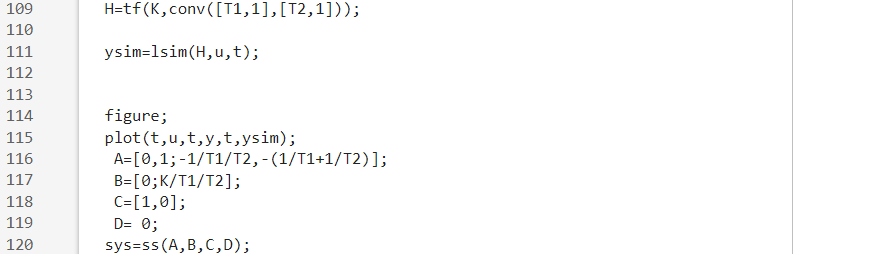 109 H=tf(K,conv([T1,1],[T2,1]));
110
111 ysim=lsim(H,u,t);
112
113
114 figure;
115 plot(t,u,t,y,t,ysim);
116 A=[0,1;-1/T1/T2,-(1/T1+1/T2)];
117 B=[0;K/T1/T2];
118 C=[1,0];
119 D= 0;
120 sys=ss(A,B,C,D);